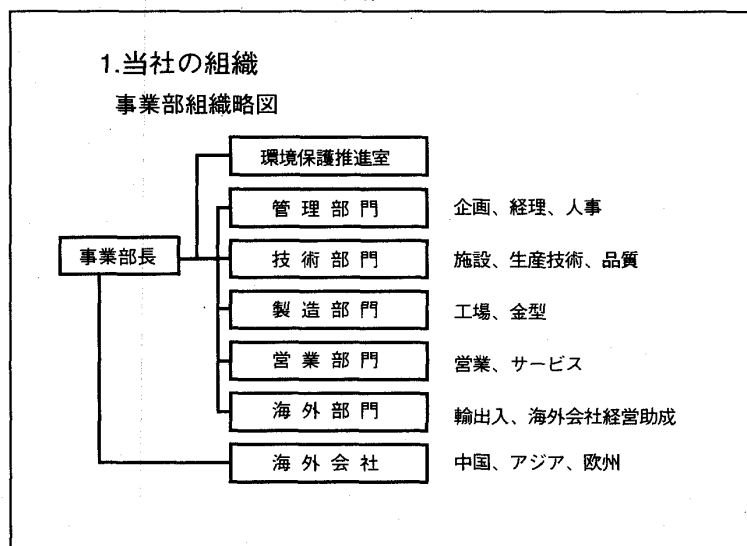 1.当社の組織
事業部組織略図
環境保護推進室
管理部門 企画、経理、人事
事業部長 技術部門 施設、生産技術、品質
製造部門 工場、金型
営業部門 営業、サービス
海外部門 輸出入、海外会社経営助成
海外会社 中国、アジア、欧州